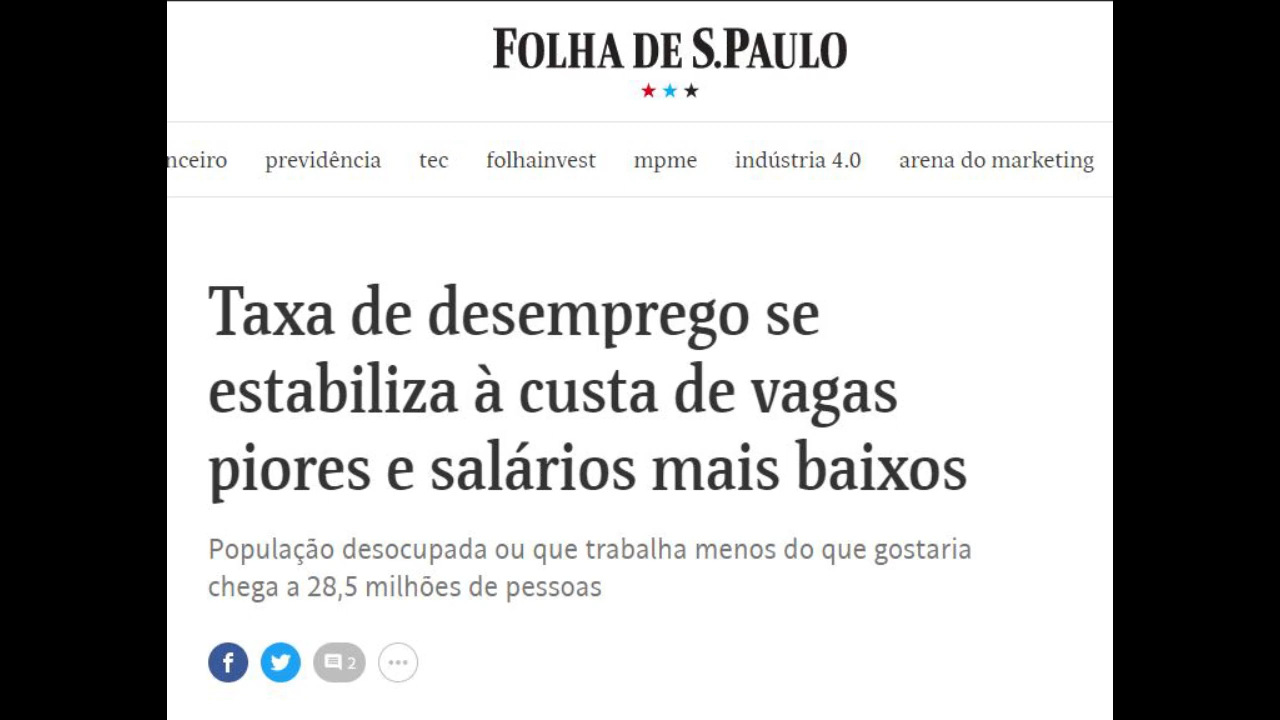 FOLHA DE S.PAULO
nceiro previdência tec folhainvest mpme indústria 4.0 arena do marketing
Taxa de desemprego se
estabiliza à custa de vagas
piores e salários mais baixos
População desocupada ou que trabalha menos do que gostaria
chega a 28,5 milhões de pessoas
2